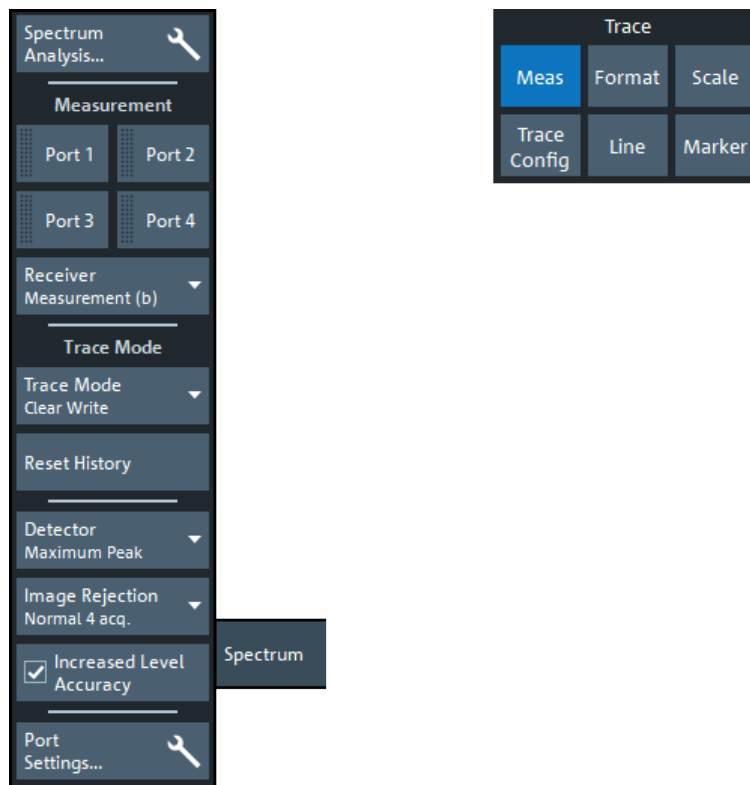 Spectrum
Analysis...
Measurement
Port 1
Port 2
Port 3
Port 4
Receiver
Measurement (b)
Trace Mode
Trace Mode
Clear Write
Reset History
Detector
Maximum Peak
Image Rejection
Normal 4 acq.
Increased Level
Accuracy
Port
Settings...
Spectrum
Trace
Meas
Format
Scale
Trace
Config
Line
Marker